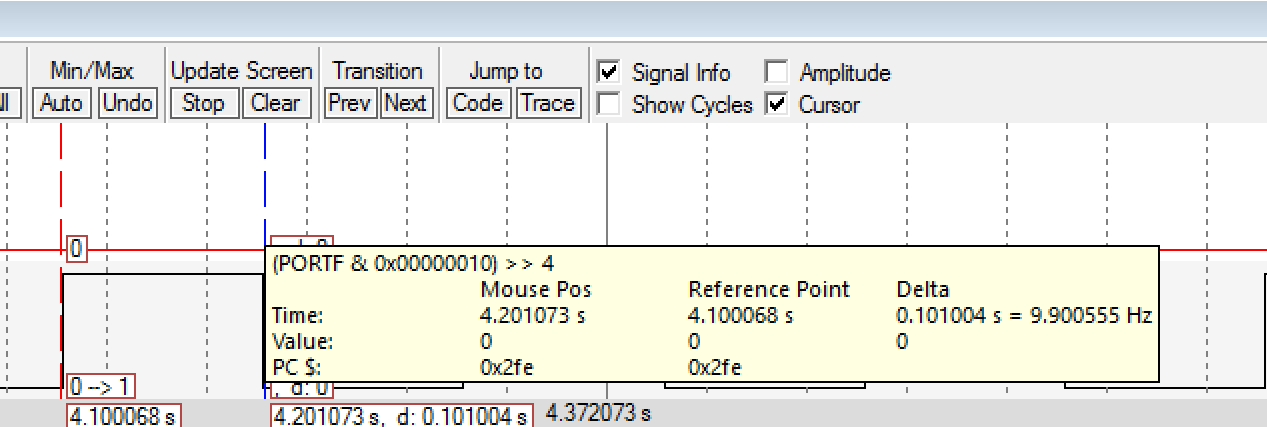 Min/Max Update Screen Transition Jump to Signal Info Amplitude
Auto Undo Stop Clear Prev Next Code Trace Show Cycles Cursor
0
(PORTF & 0x00000010) >> 4
Mouse Pos Reference Point Delta
Time: 4.201073 s 4.100068 s 0.101004 s = 9.900555 Hz
Value: 0 0 0
PC $: 0x2fe 0x2fe
0 --> 1 , d: 0
4.100068 s 4.201073 s, d: 0.101004 s 4.372073 s